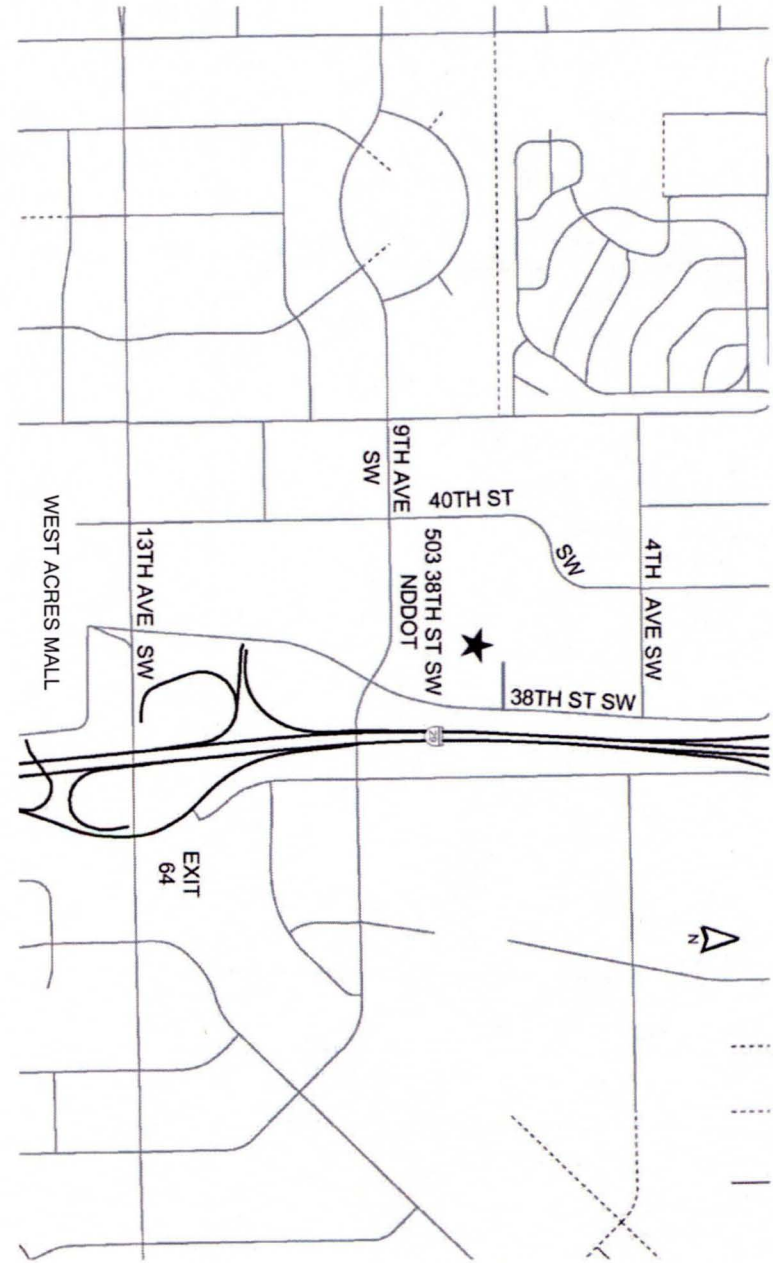 9TH AVE
SW
40TH ST
SW
4TH AVE SW
503 38TH ST SW
NDDOT
38TH ST SW
13TH AVE SW
WEST ACRES MALL
29
EXIT
64
N